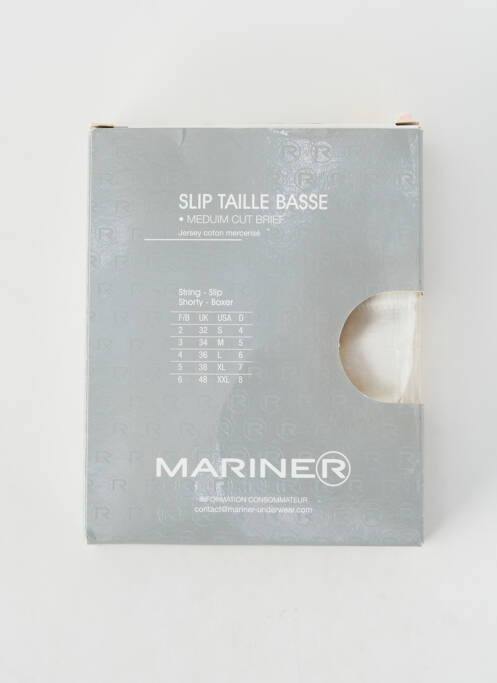 SLIP TAILLE BASSE
• MEDUIM CUT BRIEF
Jersey coton mercerisé
String - Slip
Shorty - Boxer
F/B UK USA D
2 32 S 4
3 34 M 5
4 36 L 6
5 38 XL 7
6 48 XXL 8
MARINER
INFORMATION CONSOMMATEUR
contact@mariner-underwear.com